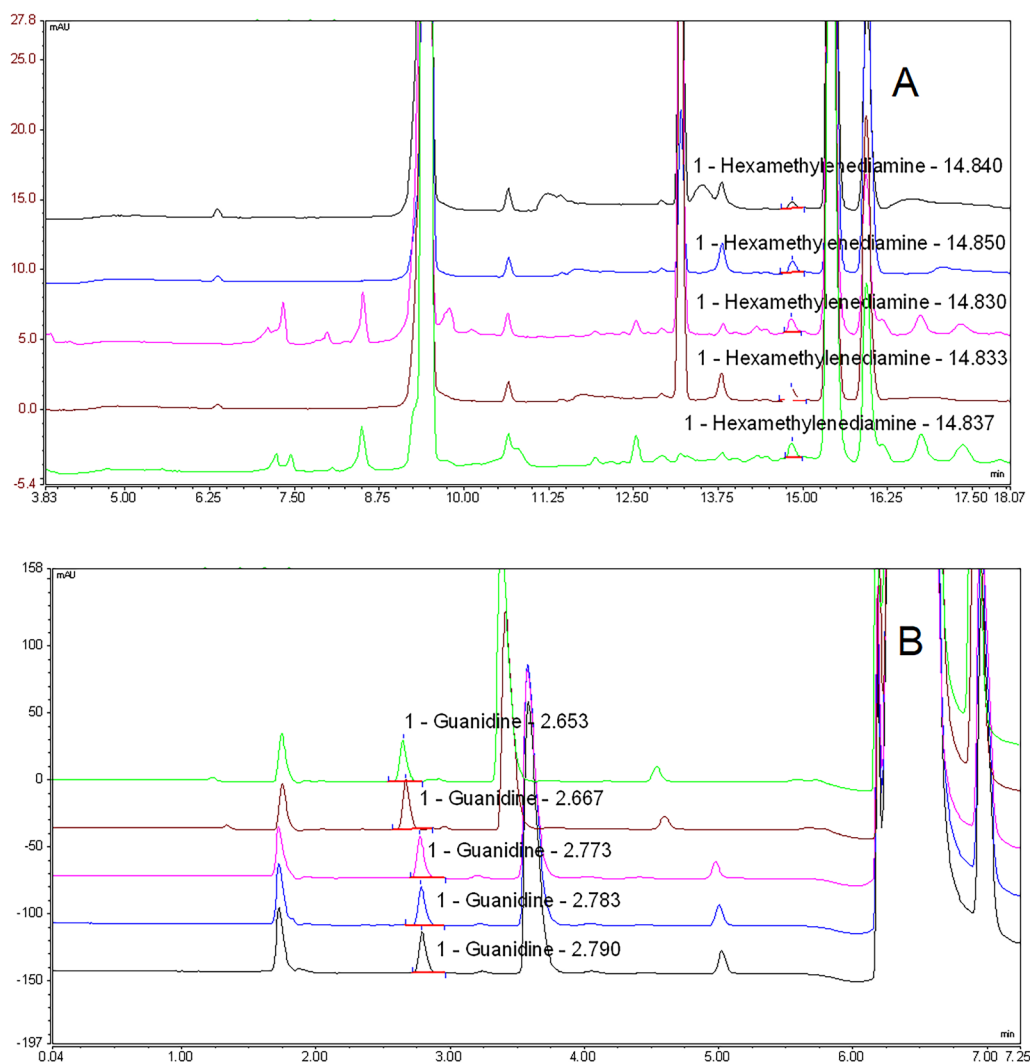 27.8
mAU
25.0
A
20.0
1 - Hexamethylenediamine - 14.840
15.0
1 - Hexamethylenediamine - 14.850
10.0
1 - Hexamethylenediamine - 14.830
5.0
1 - Hexamethylenediamine - 14.833
0.0
1 - Hexamethylenediamine - 14.837
-5.4
min
3.83 5.00 6.25 7.50 8.75 10.00 11.25 12.50 13.75 15.00 16.25 17.50 18.07
158
mAU
B
100
50
1 - Guanidine - 2.653
0
1 - Guanidine - 2.667
-50
1 - Guanidine - 2.773
-100
1 - Guanidine - 2.783
1 - Guanidine - 2.790
-150
-197
min
0.04 1.00 2.00 3.00 4.00 5.00 6.00 7.00 7.25